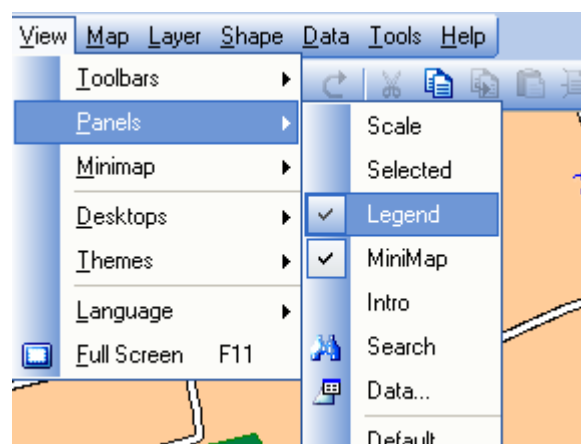 View Map Layer Shape Data Tools Help
Toolbars
Panels
Minimap
Desktops
Themes
Language
Full Screen F11
Scale
Selected
Legend
MiniMap
Intro
Search
Data...
Default